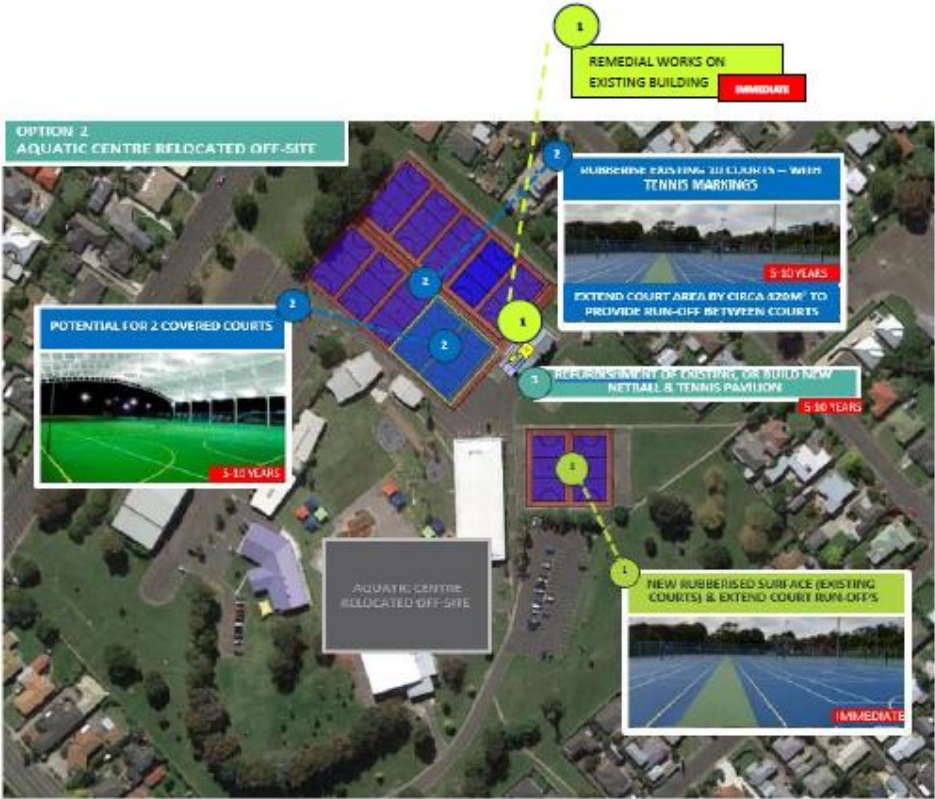 1
REMEDIAL WORKS ON
EXISTING BUILDING
IMMEDIATE
OPTION 2
AQUATIC CENTRE RELOCATED OFF-SITE
2
RUBBERISE EXISTING 10 COURTS – WITH
TENNIS MARKINGS
5-10 YEARS
EXTEND COURT AREA BY CIRCA 420M² TO
PROVIDE RUN-OFF BETWEEN COURTS
2
2
POTENTIAL FOR 2 COVERED COURTS
5-10 YEARS
1
2
3
REFURBISHMENT OF EXISTING, OR BUILD NEW
NETBALL & TENNIS PAVILION
5-10 YEARS
1
AQUATIC CENTRE
RELOCATED OFF-SITE
1
NEW RUBBERISED SURFACE (EXISTING
COURTS) & EXTEND COURT RUN-OFF'S
IMMEDIATE